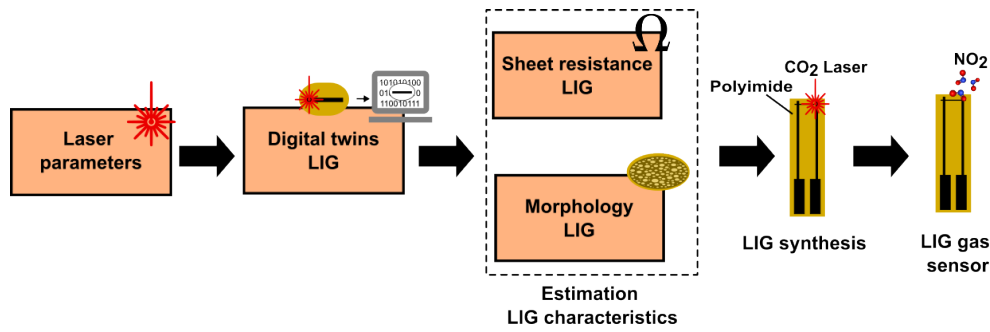 Laser
parameters
101010100
01
0
110010111
Digital twins
LIG
Ω
Sheet resistance
LIG
Morphology
LIG
Estimation
LIG characteristics
CO2 Laser
Polyimide
LIG synthesis
NO2
LIG gas
sensor